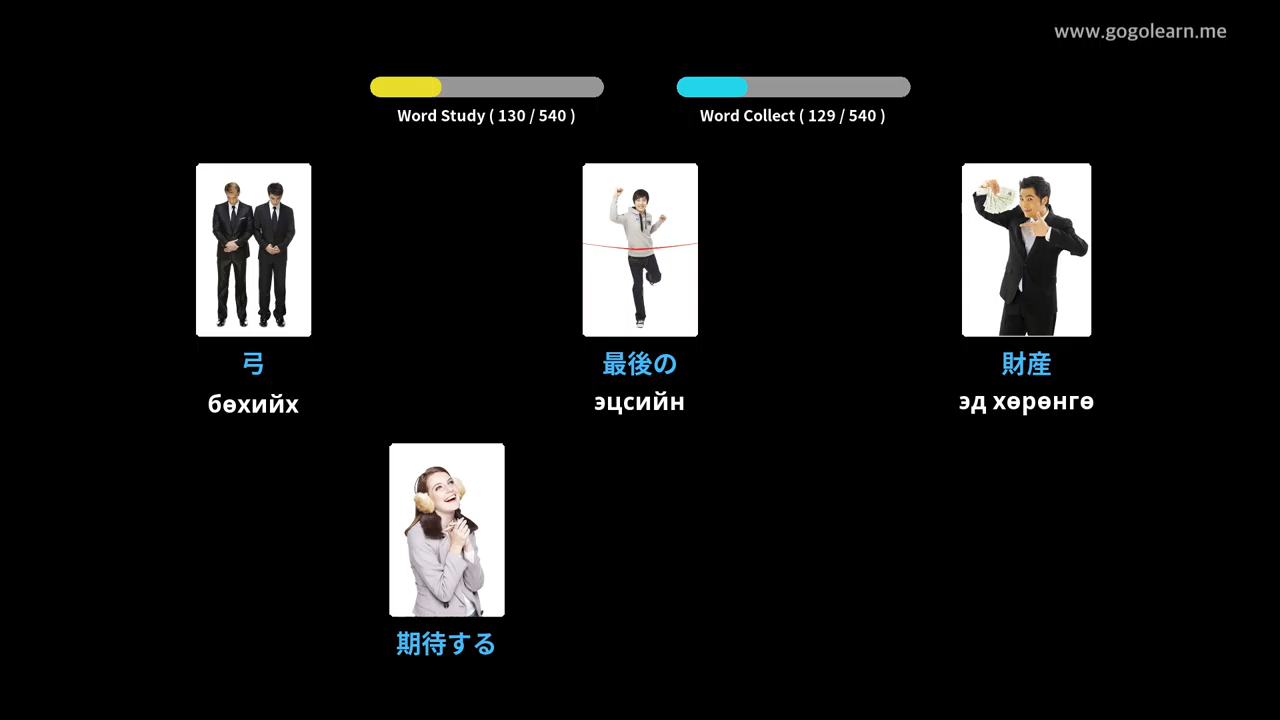 www.gogolearn.me
Word Study ( 130 / 540 )
Word Collect ( 129 / 540 )
弓
最後の
財産
бөхийх
эцсийн
эд хөрөнгө
期待する